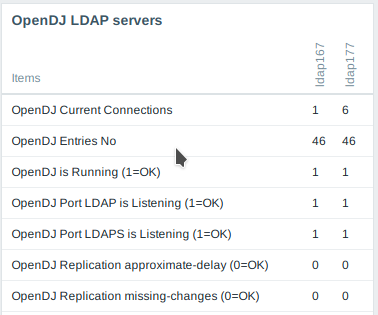 OpenDJ LDAP servers
Items ldap167 ldap177
OpenDJ Current Connections 1 6
OpenDJ Entries No 46 46
OpenDJ is Running (1=OK) 1 1
OpenDJ Port LDAP is Listening (1=OK) 1 1
OpenDJ Port LDAPS is Listening (1=OK) 1 1
OpenDJ Replication approximate-delay (0=OK) 0 0
OpenDJ Replication missing-changes (0=OK) 0 0